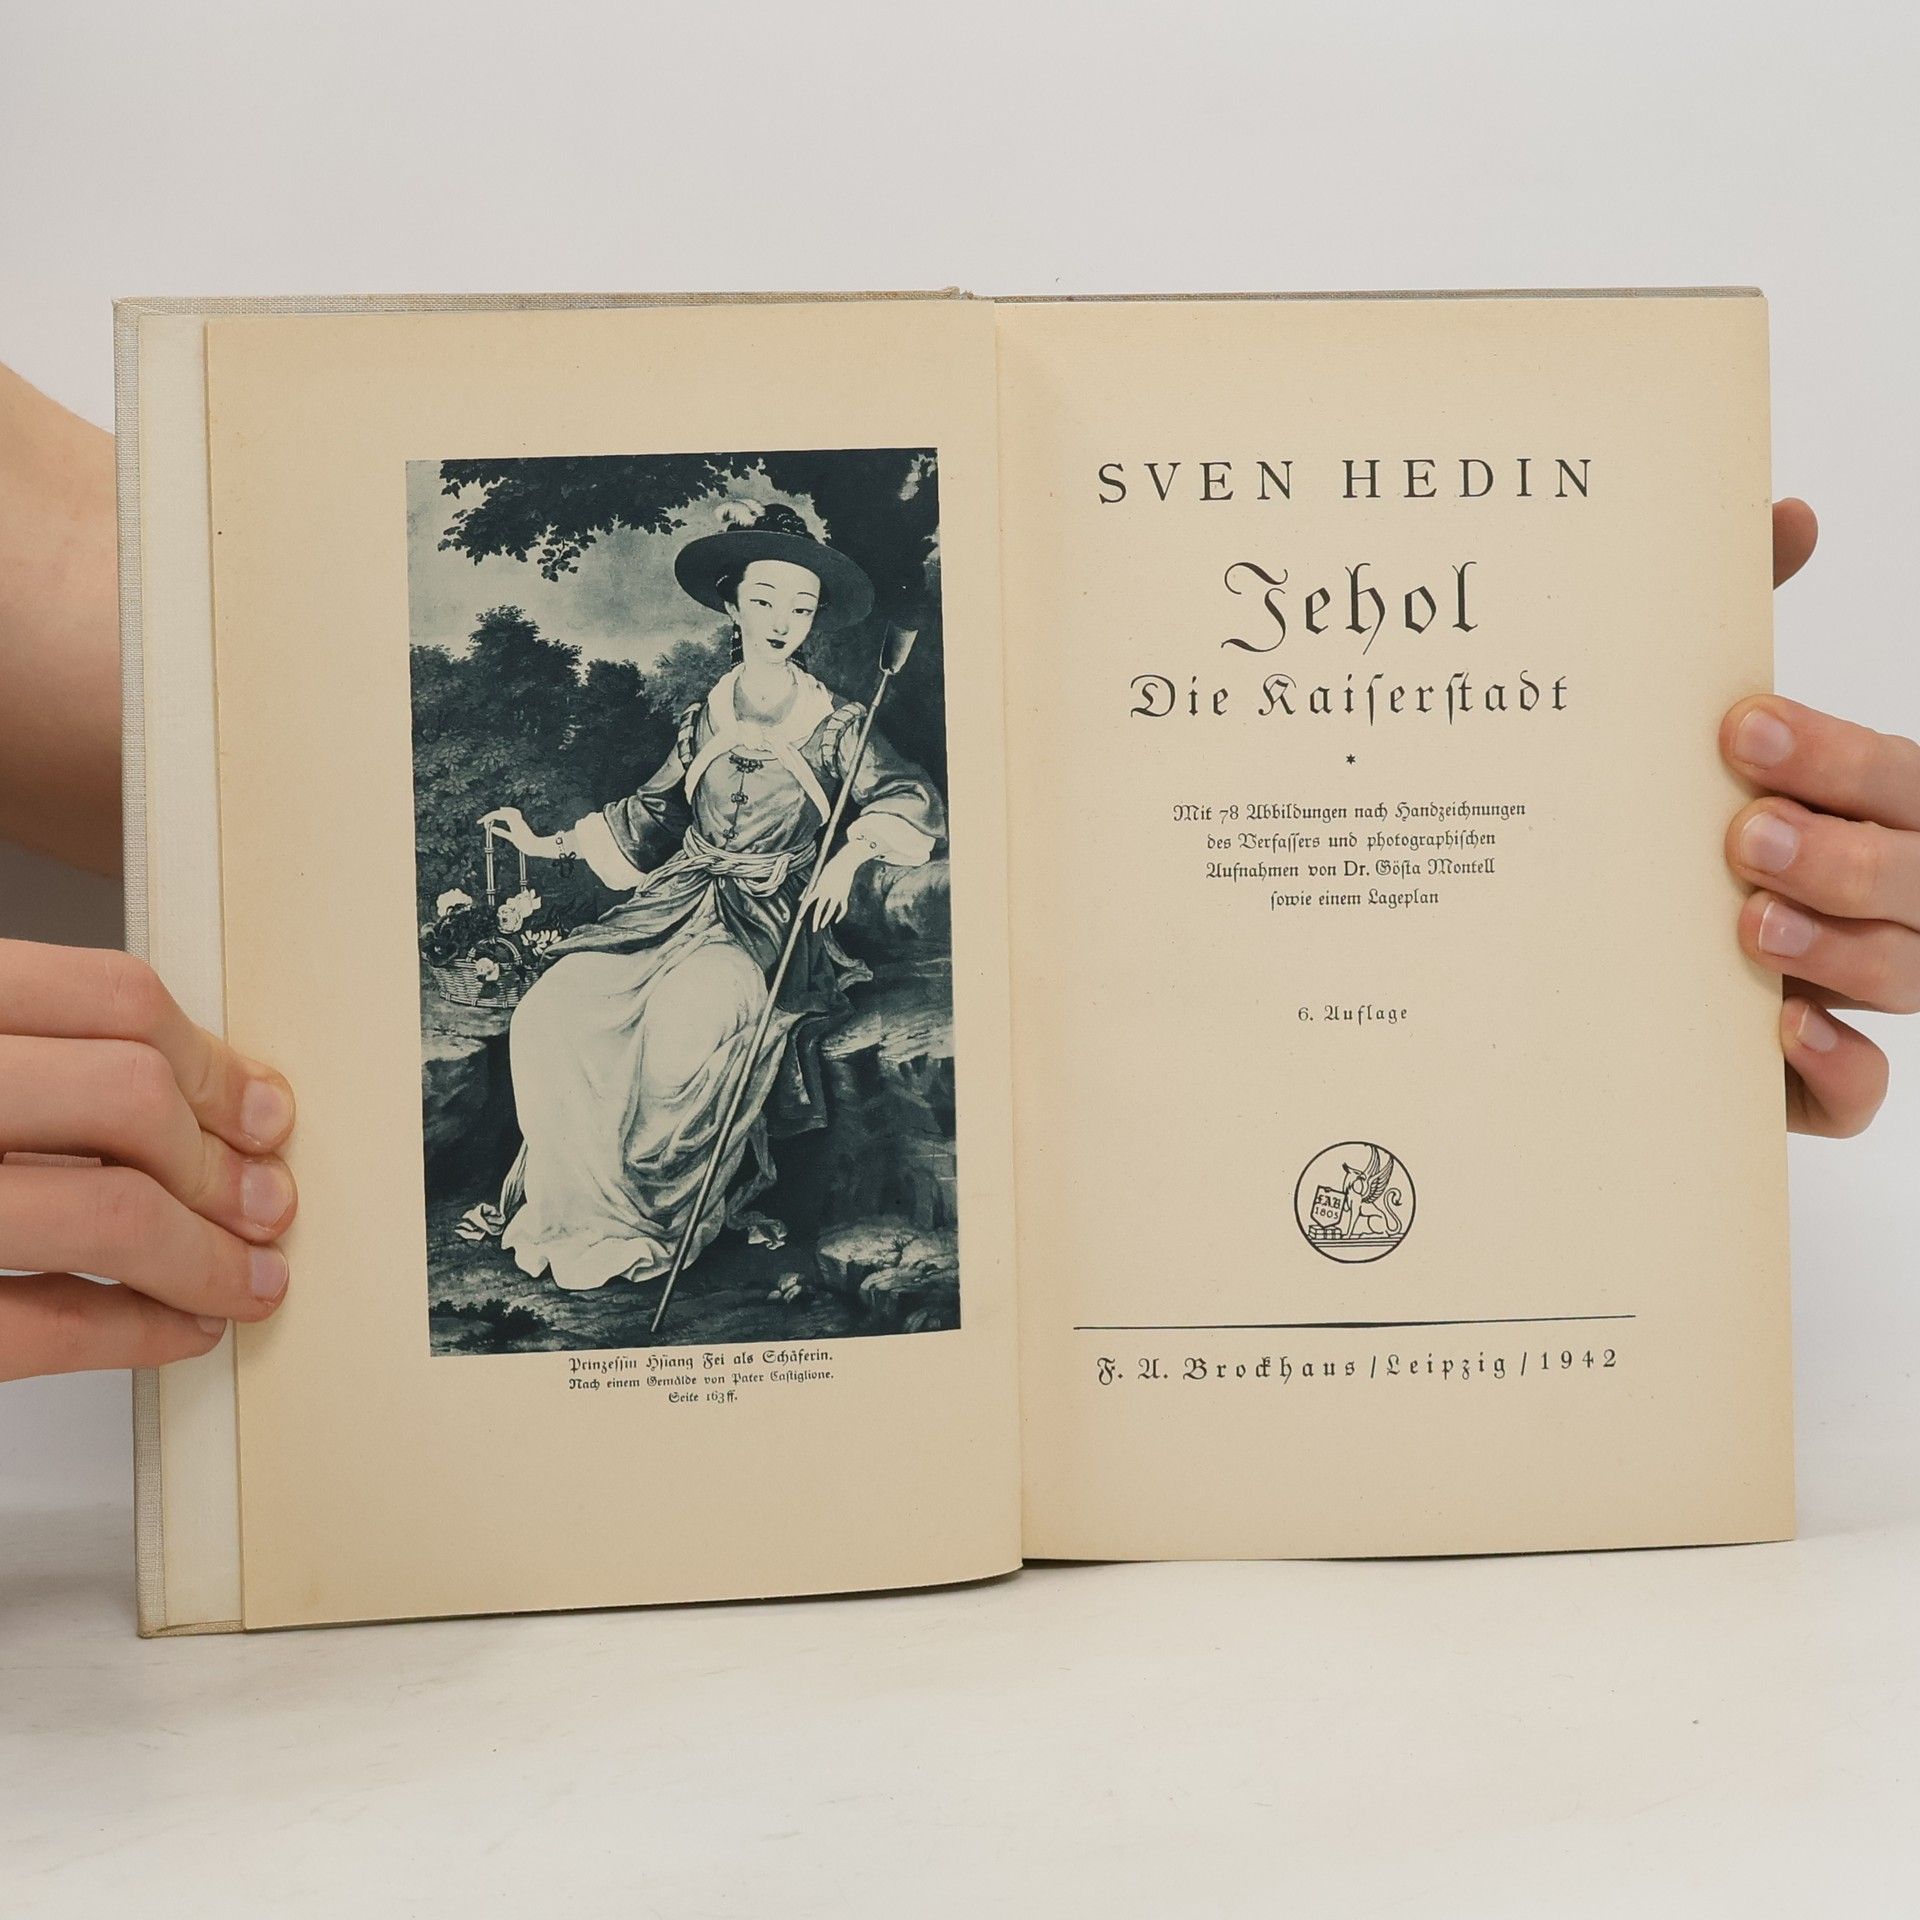 Prinzessin Hsiang Fei als Schäferin.
Nach einem Gemälde von Pater Castiglione.
Seite 163 ff.
SVEN HEDIN
Jehol
Die Kaiserſtadt
*
Mit 78 Abbildungen nach Handzeichnungen
des Verfaſſers und photographiſchen
Aufnahmen von Dr. Göſta Montell
ſowie einem Lageplan
6. Auflage
F.A.B.
1805
F. A. Brockhaus / Leipzig / 1942